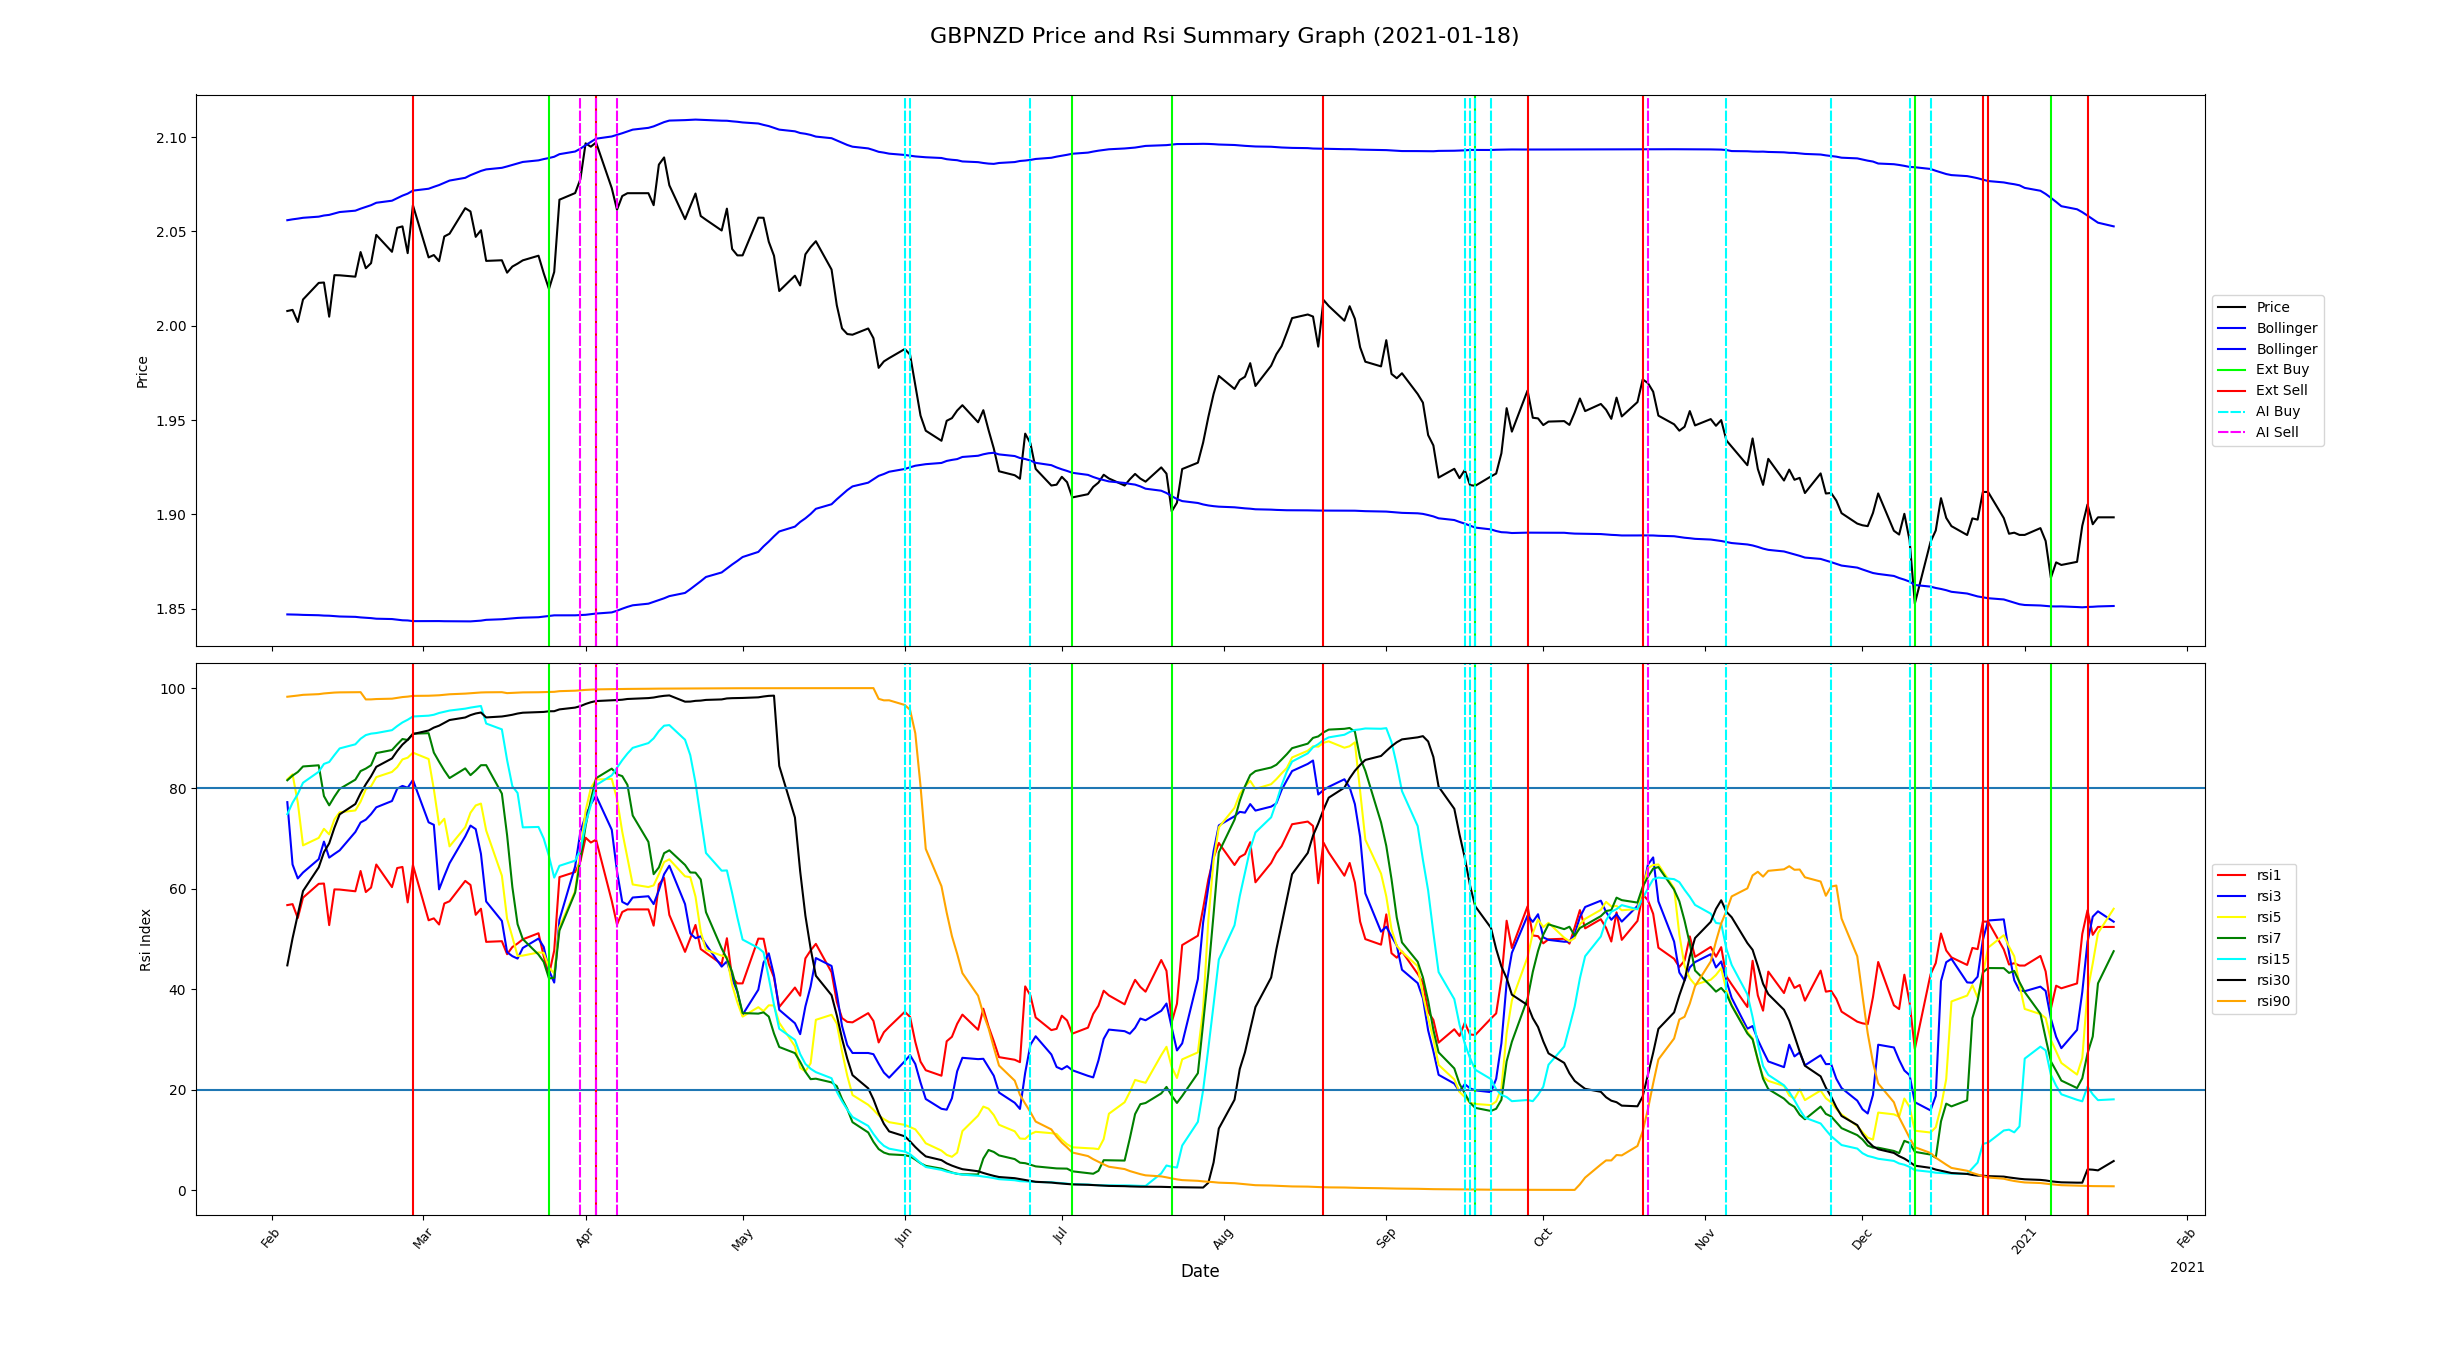 GBPNZD Price and Rsi Summary Graph (2021-01-18)
2.10
2.05
2.00
1.95
1.90
1.85
Price
Price
Bollinger
Bollinger
Ext Buy
Ext Sell
AI Buy
AI Sell
100
80
60
40
20
0
Rsi Index
rsi1
rsi3
rsi5
rsi7
rsi15
rsi30
rsi90
Feb Mar Apr May Jun Jul Aug Sep Oct Nov Dec 2021 Feb
Date
2021